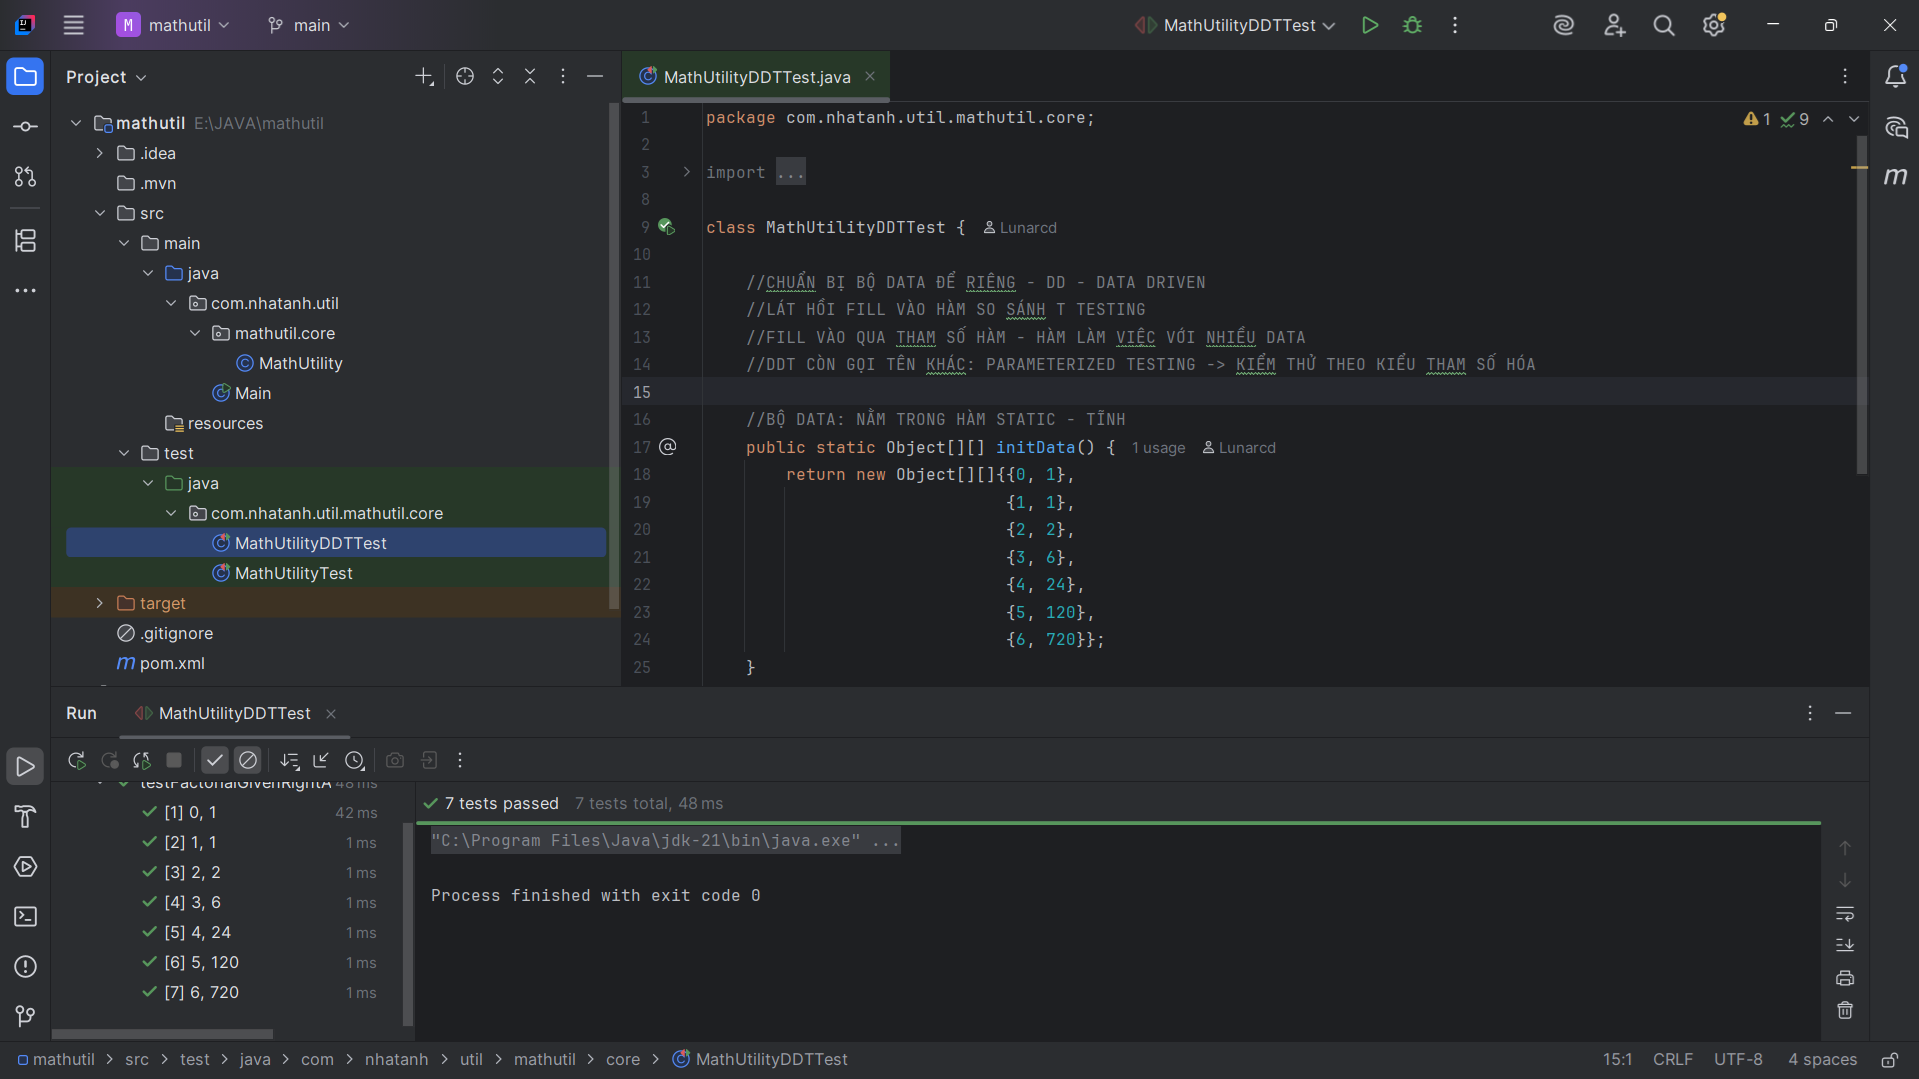 M mathutil
main
MathUtilityDDTTest
Project
mathutil E:\JAVA\mathutil
.idea
.mvn
src
main
java
com.nhatanh.util
mathutil.core
MathUtility
Main
resources
test
java
com.nhatanh.util.mathutil.core
MathUtilityDDTTest
MathUtilityTest
target
.gitignore
m pom.xml
MathUtilityDDTTest.java
1 package com.nhatanh.util.mathutil.core;
1 9
2
3 import ...
8
9 class MathUtilityDDTTest { Lunarcd
10
11 //CHUẨN BỊ BỘ DATA ĐỂ RIÊNG - DD - DATA DRIVEN
12 //LÁT HỒI FILL VÀO HÀM SO SÁNH T TESTING
13 //FILL VÀO QUA THAM SỐ HÀM - HÀM LÀM VIỆC VỚI NHIỀU DATA
14 //DDT CÒN GỌI TÊN KHÁC: PARAMETERIZED TESTING -> KIỂM THỬ THEO KIỂU THAM SỐ HÓA
15
16 //BỘ DATA: NẰM TRONG HÀM STATIC - TĨNH
17 @ public static Object[][] initData() { 1 usage Lunarcd
18 return new Object[][]{{0, 1},
19 {1, 1},
20 {2, 2},
21 {3, 6},
22 {4, 24},
23 {5, 120},
24 {6, 720}};
25 }
m
Run
MathUtilityDDTTest
testFactorialGivenRightA 48 ms
[1] 0, 1 42 ms
[2] 1, 1 1 ms
[3] 2, 2 1 ms
[4] 3, 6 1 ms
[5] 4, 24 1 ms
[6] 5, 120 1 ms
[7] 6, 720 1 ms
7 tests passed 7 tests total, 48 ms
"C:\Program Files\Java\jdk-21\bin\java.exe" ...
Process finished with exit code 0
mathutil > src > test > java > com > nhatanh > util > mathutil > core > MathUtilityDDTTest
15:1 CRLF UTF-8 4 spaces